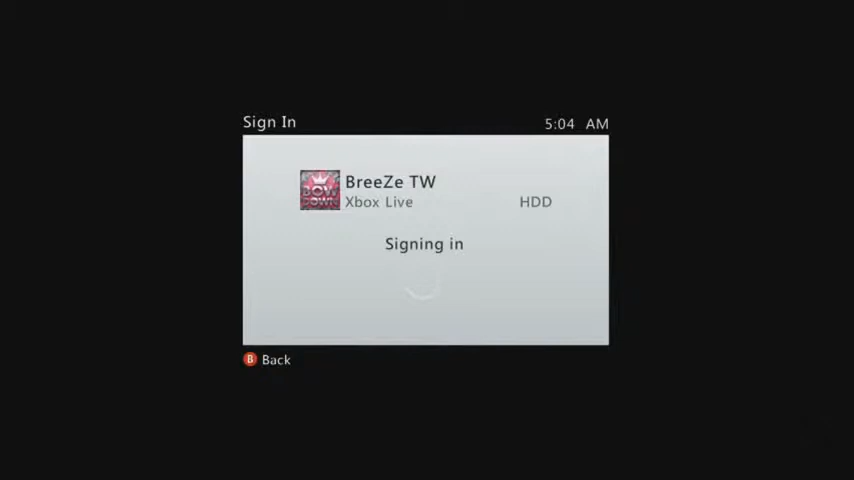 Sign In
5:04 AM
BOW
DOWN
BreeZe TW
Xbox Live
HDD
Signing in
B Back